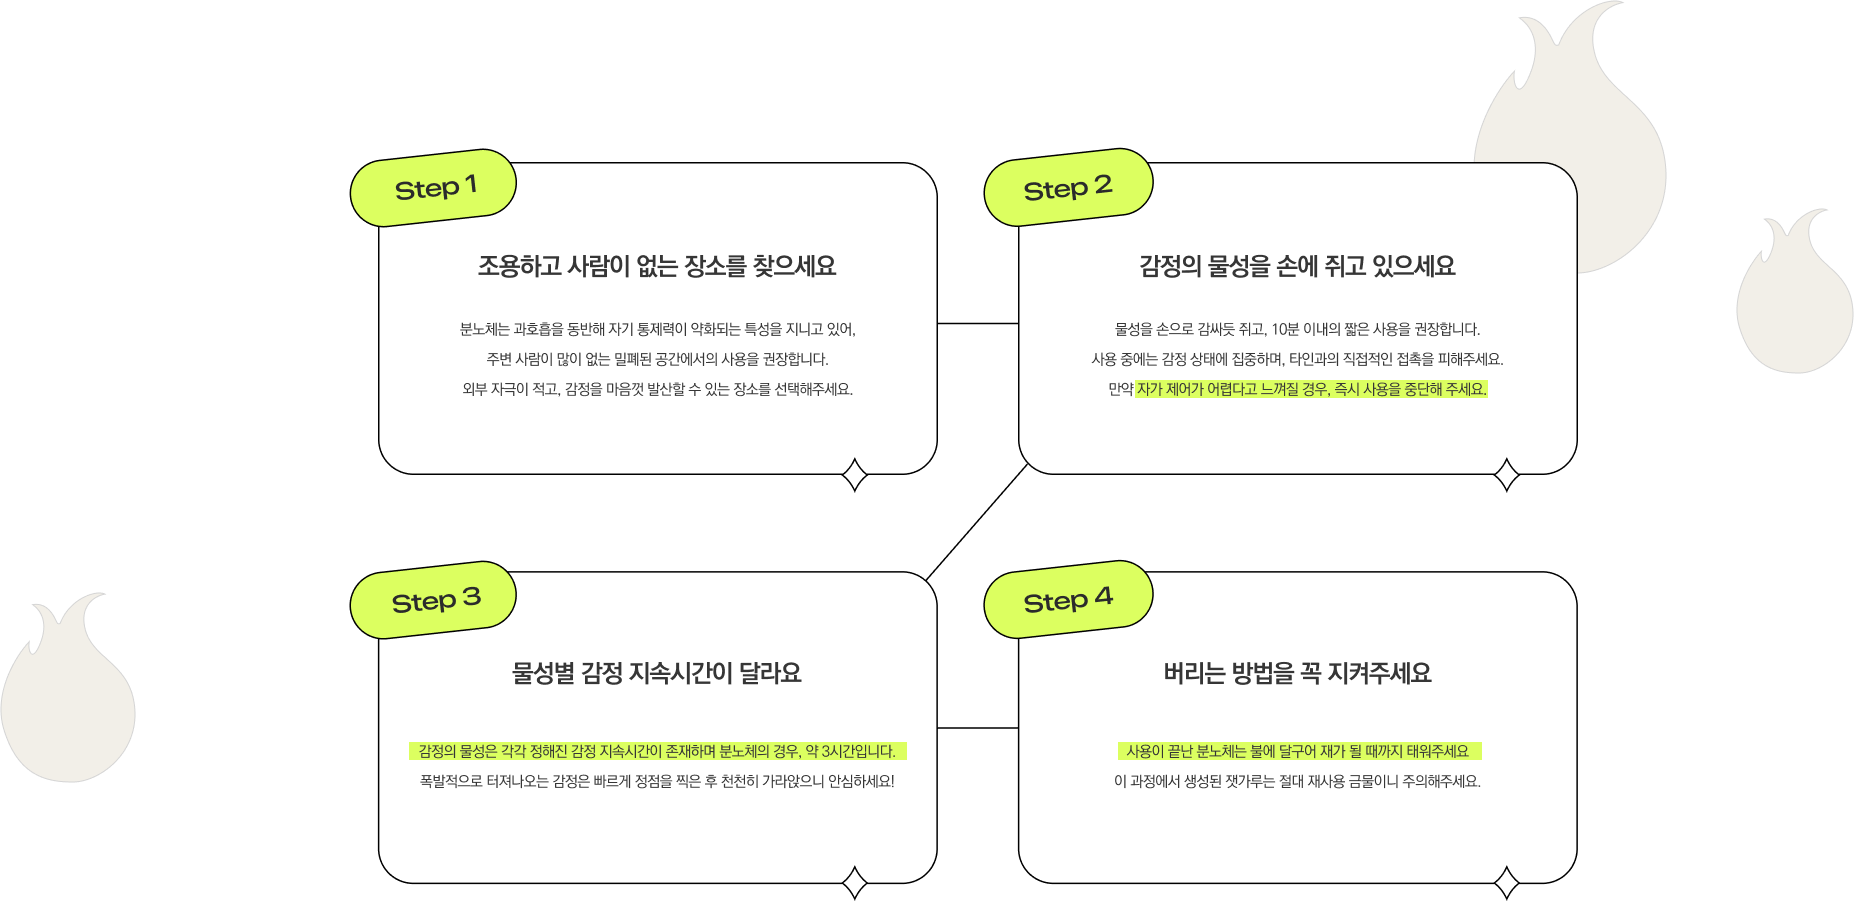 Step 1
조용하고 사람이 없는 장소를 찾으세요
분노체는 과호흡을 동반해 자기 통제력이 약화되는 특성을 지니고 있어,
주변 사람이 많이 없는 밀폐된 공간에서의 사용을 권장합니다.
외부 자극이 적고, 감정을 마음껏 발산할 수 있는 장소를 선택해주세요.
Step 2
감정의 물성을 손에 쥐고 있으세요
물성을 손으로 감싸듯 쥐고, 10분 이내의 짧은 사용을 권장합니다.
사용 중에는 감정 상태에 집중하며, 타인과의 직접적인 접촉을 피해주세요.
만약 자가 제어가 어렵다고 느껴질 경우, 즉시 사용을 중단해 주세요.
Step 3
물성별 감정 지속시간이 달라요
감정의 물성은 각각 정해진 감정 지속시간이 존재하며 분노체의 경우, 약 3시간입니다.
폭발적으로 터져나오는 감정은 빠르게 정점을 찍은 후 천천히 가라앉으니 안심하세요!
Step 4
버리는 방법을 꼭 지켜주세요
사용이 끝난 분노체는 불에 달구어 재가 될 때까지 태워주세요
이 과정에서 생성된 잿가루는 절대 재사용 금물이니 주의해주세요.